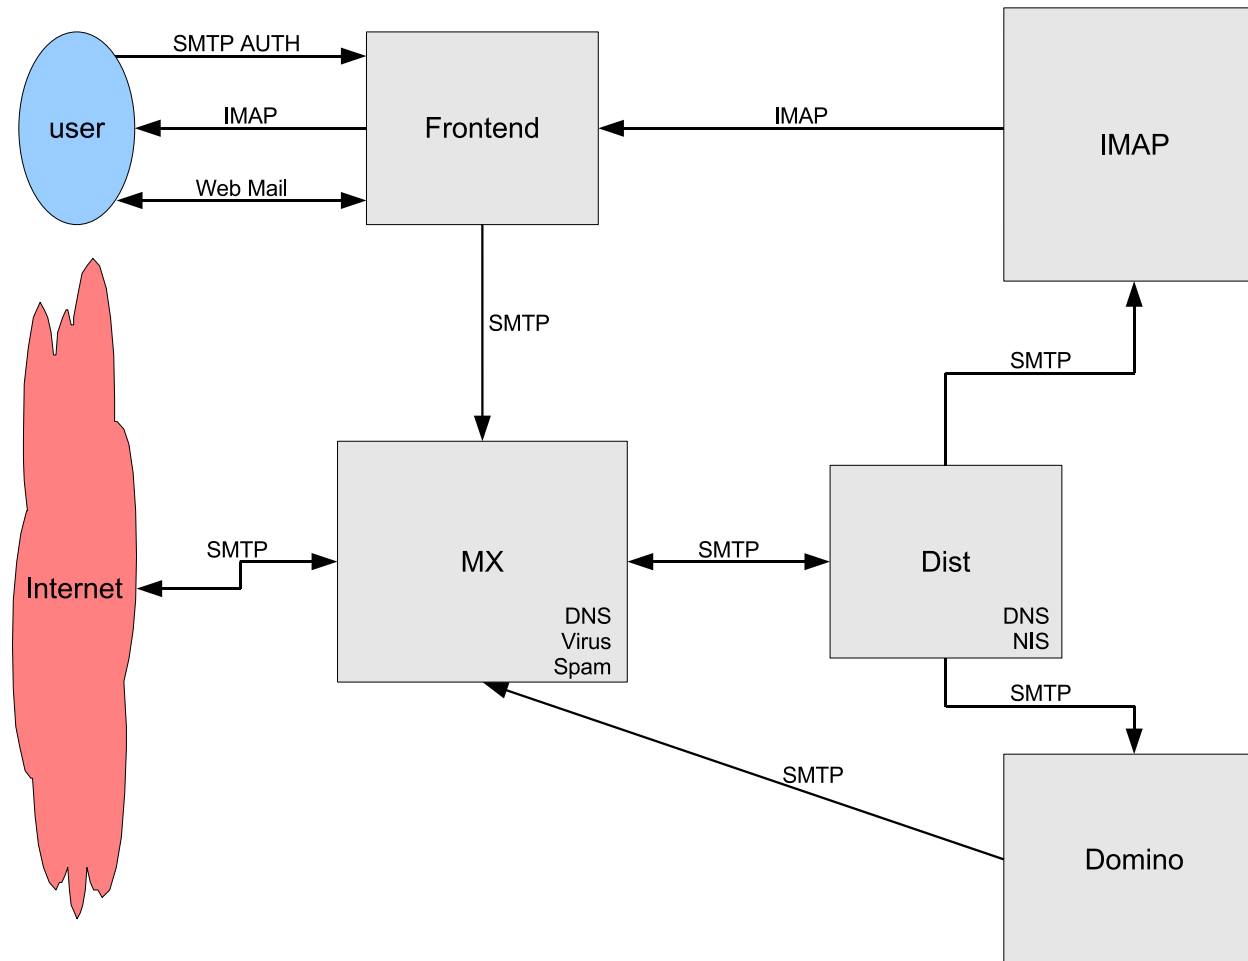 SMTP AUTH
user
IMAP
Frontend
IMAP
IMAP
Web Mail
SMTP
SMTP
SMTP
MX
SMTP
Dist
Internet
DNS
Virus
Spam
DNS
NIS
SMTP
SMTP
Domino